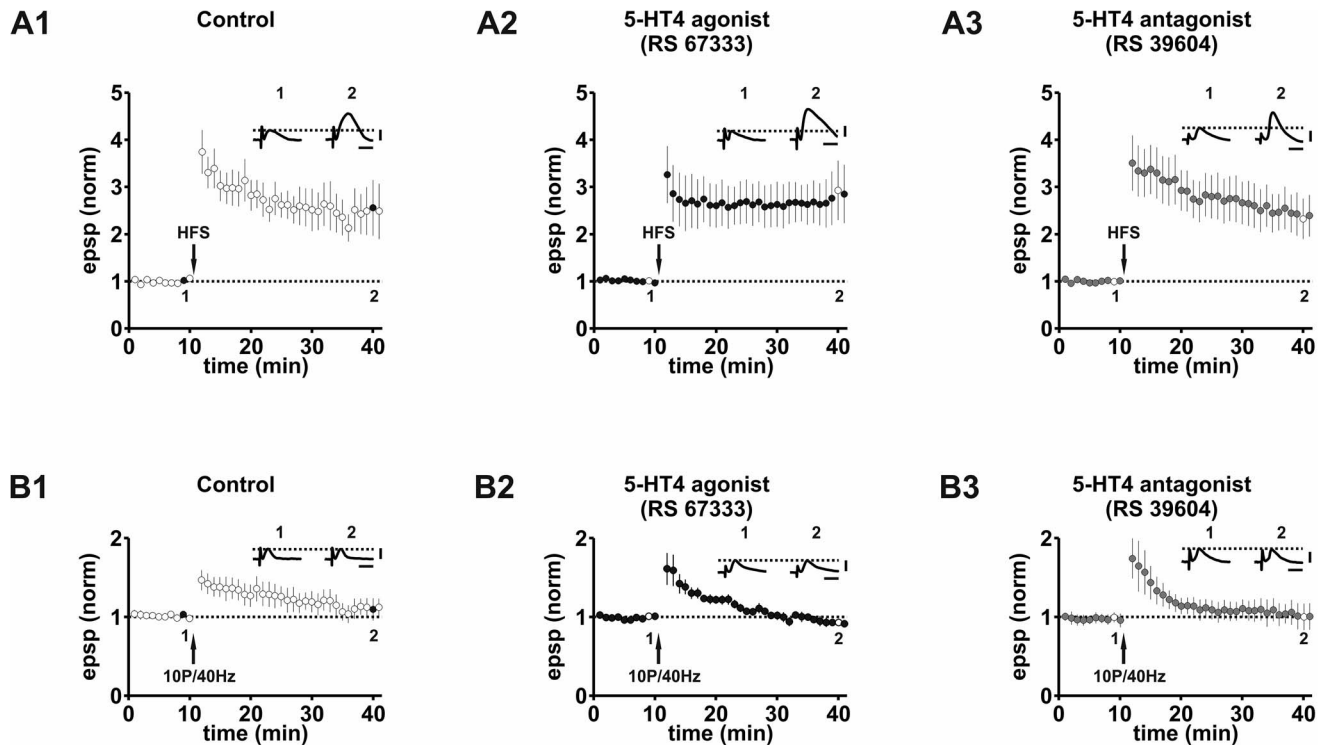 A1
Control
5
4
3
2
1
0
epsp (norm)
1
2
HFS
1
2
0
10
20
30
40
time (min)
A2
5-HT4 agonist
(RS 67333)
5
4
3
2
1
0
epsp (norm)
1
2
HFS
1
2
0
10
20
30
40
time (min)
A3
5-HT4 antagonist
(RS 39604)
5
4
3
2
1
0
epsp (norm)
1
2
HFS
1
2
0
10
20
30
40
time (min)
B1
Control
2
1
0
epsp (norm)
1
2
1
2
10P/40Hz
0
10
20
30
40
time (min)
B2
5-HT4 agonist
(RS 67333)
2
1
0
epsp (norm)
1
2
1
2
10P/40Hz
0
10
20
30
40
time (min)
B3
5-HT4 antagonist
(RS 39604)
2
1
0
epsp (norm)
1
2
1
2
10P/40Hz
0
10
20
30
40
time (min)